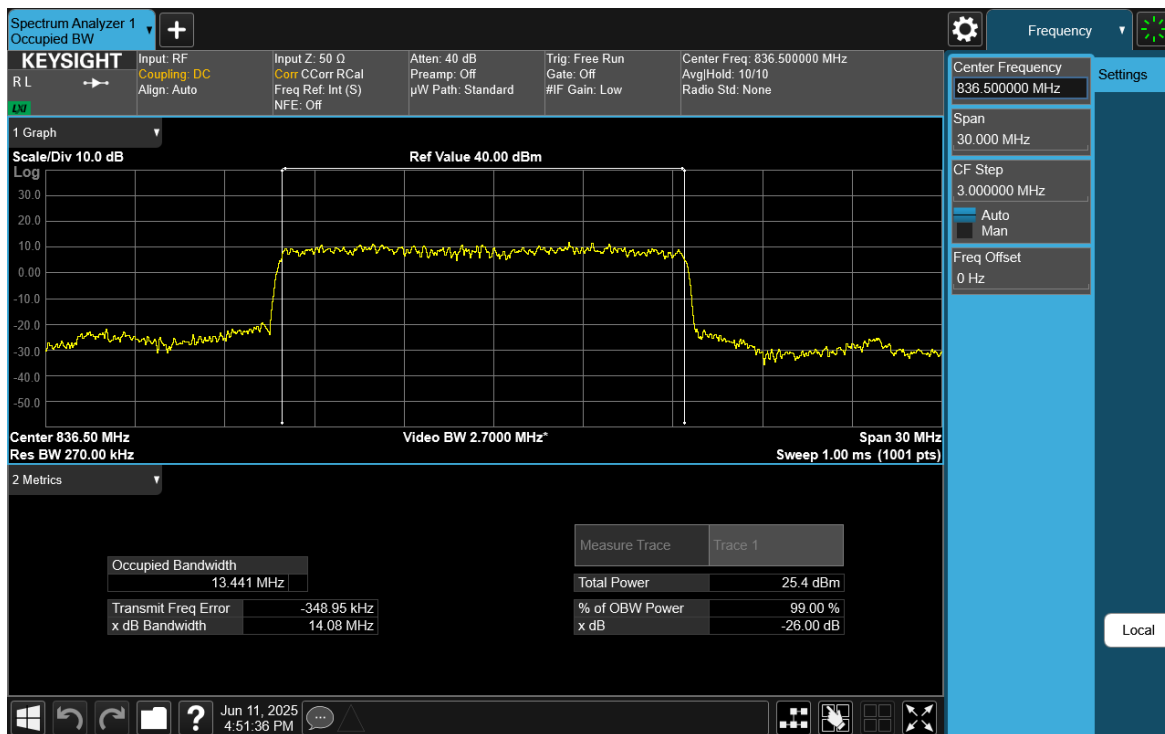 Spectrum Analyzer 1
Occupied BW
+
Frequency
KEYSIGHT
R L
LXI
Input: RF
Coupling: DC
Align: Auto
Input Z: 50 Ω
Corr CCorr RCal
Freq Ref: Int (S)
NFE: Off
Atten: 40 dB
Preamp: Off
µW Path: Standard
Trig: Free Run
Gate: Off
#IF Gain: Low
Center Freq: 836.500000 MHz
Avg|Hold: 10/10
Radio Std: None
Center Frequency
836.500000 MHz
Settings
Span
30.000 MHz
CF Step
3.000000 MHz
Auto
Man
Freq Offset
0 Hz
Local
1 Graph
Scale/Div 10.0 dB
Ref Value 40.00 dBm
Log
30.0
20.0
10.0
0.00
-10.0
-20.0
-30.0
-40.0
-50.0
Center 836.50 MHz
Video BW 2.7000 MHz*
Span 30 MHz
Res BW 270.00 kHz
Sweep 1.00 ms (1001 pts)
2 Metrics
Measure Trace
Trace 1
Occupied Bandwidth
13.441 MHz
Total Power
25.4 dBm
Transmit Freq Error
-348.95 kHz
% of OBW Power
99.00 %
x dB Bandwidth
14.08 MHz
x dB
-26.00 dB
?
Jun 11, 2025
4:51:36 PM